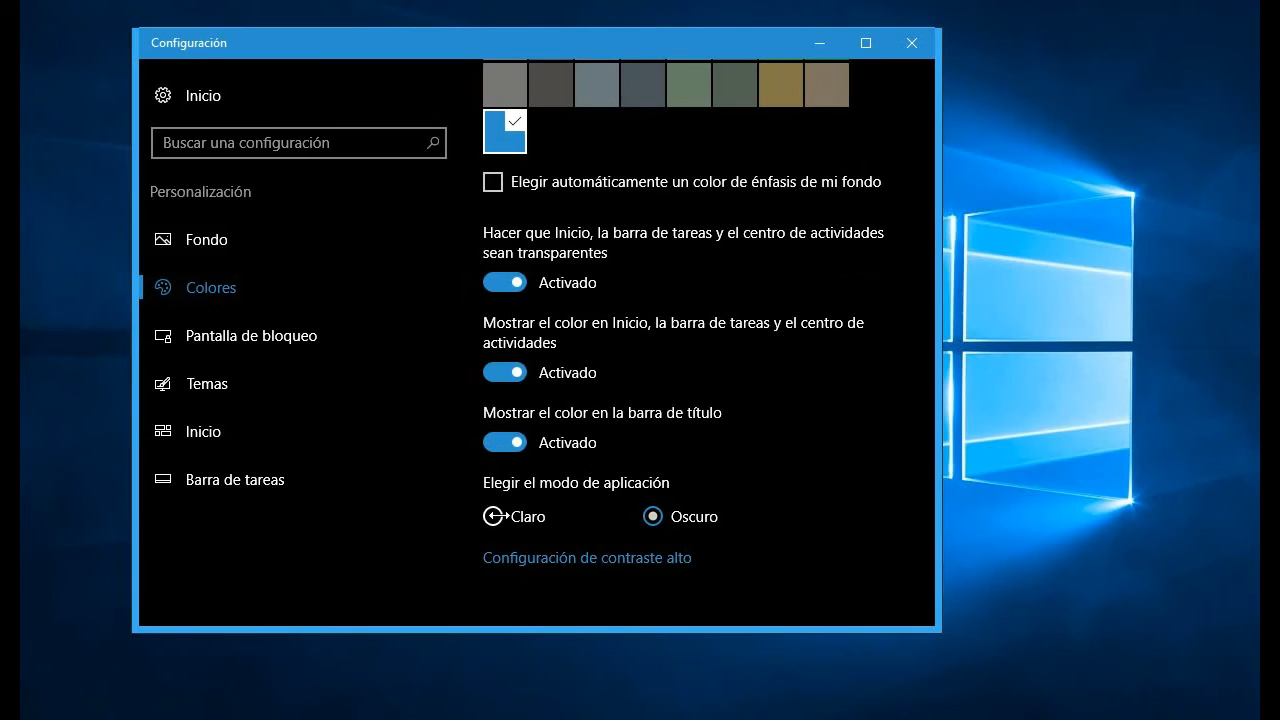 Configuración
Inicio
Buscar una configuración
Personalización
Fondo
Colores
Pantalla de bloqueo
Temas
Inicio
Barra de tareas
Elegir automáticamente un color de énfasis de mi fondo
Hacer que Inicio, la barra de tareas y el centro de actividades
sean transparentes
Activado
Mostrar el color en Inicio, la barra de tareas y el centro de
actividades
Activado
Mostrar el color en la barra de título
Activado
Elegir el modo de aplicación
Claro
Oscuro
Configuración de contraste alto